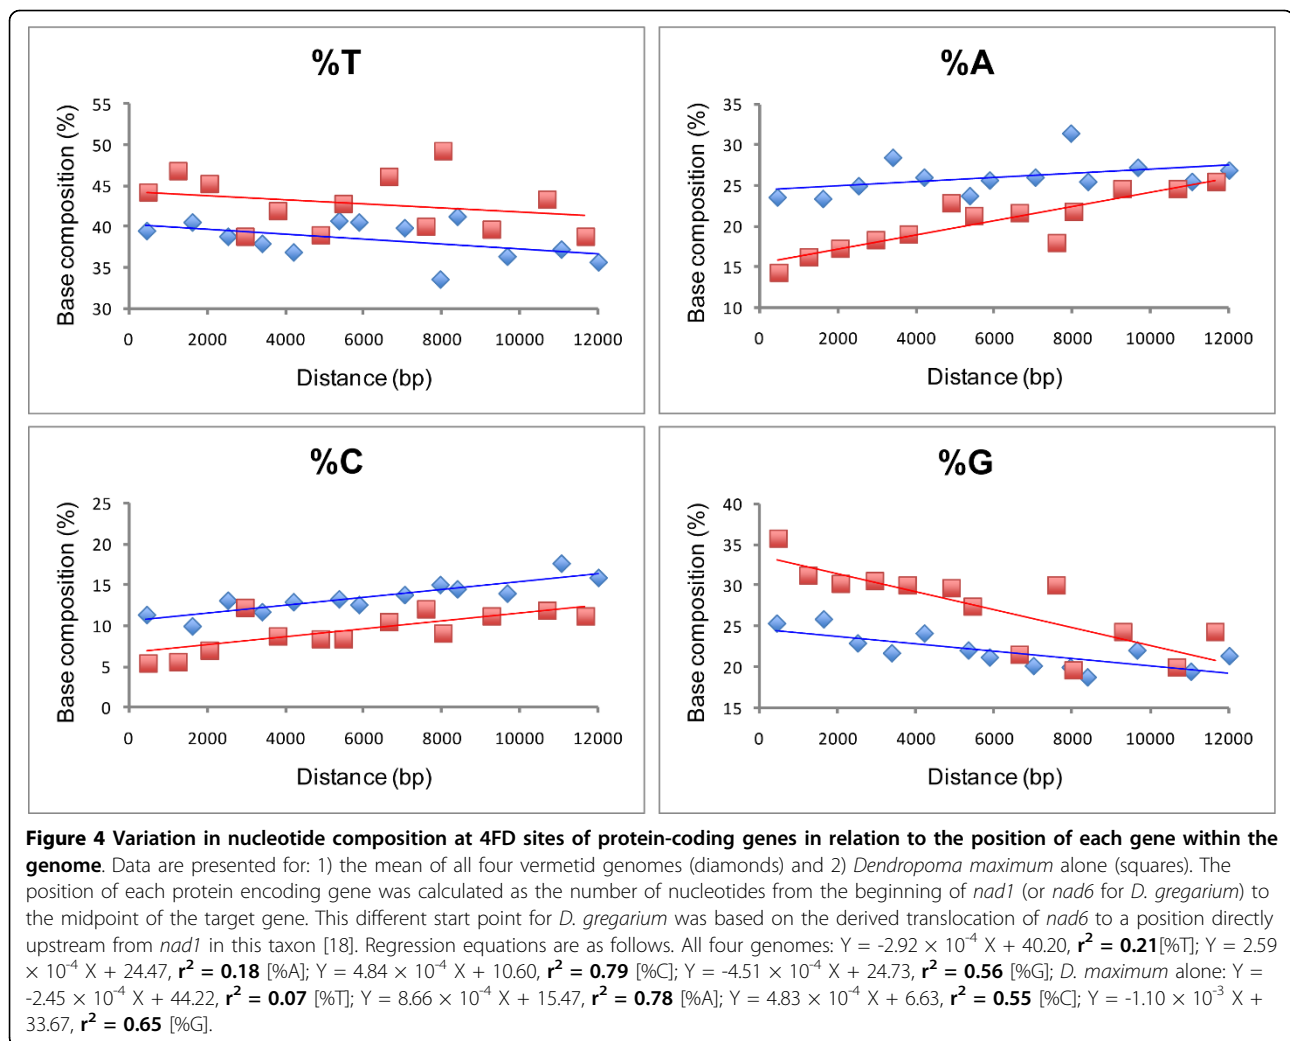 %T
Base composition (%)
55
50
45
40
35
30
0 2000 4000 6000 8000 10000 12000
Distance (bp)
%A
Base composition (%)
35
30
25
20
15
10
0 2000 4000 6000 8000 10000 12000
Distance (bp)
%C
Base composition (%)
25
20
15
10
5
0
0 2000 4000 6000 8000 10000 12000
Distance (bp)
%G
Base composition (%)
40
35
30
25
20
15
0 2000 4000 6000 8000 10000 12000
Distance (bp)
Figure 4 Variation in nucleotide composition at 4FD sites of protein-coding genes in relation to the position of each gene within the
genome. Data are presented for: 1) the mean of all four vermetid genomes (diamonds) and 2) Dendropoma maximum alone (squares). The
position of each protein encoding gene was calculated as the number of nucleotides from the beginning of nad1 (or nad6 for D. gregarium) to
the midpoint of the target gene. This different start point for D. gregarium was based on the derived translocation of nad6 to a position directly
upstream from nad1 in this taxon [18]. Regression equations are as follows. All four genomes: Y = -2.92 × 10⁻⁴ X + 40.20, r² = 0.21[%T]; Y = 2.59
× 10⁻⁴ X + 24.47, r² = 0.18 [%A]; Y = 4.84 × 10⁻⁴ X + 10.60, r² = 0.79 [%C]; Y = -4.51 × 10⁻⁴ X + 24.73, r² = 0.56 [%G]; D. maximum alone: Y =
-2.45 × 10⁻⁴ X + 44.22, r² = 0.07 [%T]; Y = 8.66 × 10⁻⁴ X + 15.47, r² = 0.78 [%A]; Y = 4.83 × 10⁻⁴ X + 6.63, r² = 0.55 [%C]; Y = -1.10 × 10⁻³ X +
33.67, r² = 0.65 [%G].